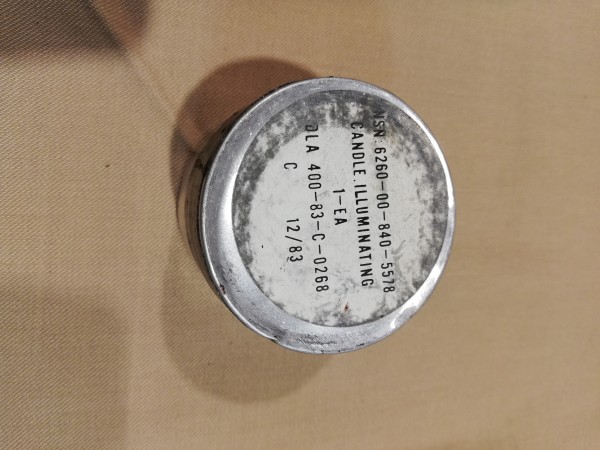 NSN: 6260-00-840-5578
CANDLE, ILLUMINATING
1-EA
DLA 400-83-C-0268
C 12/83